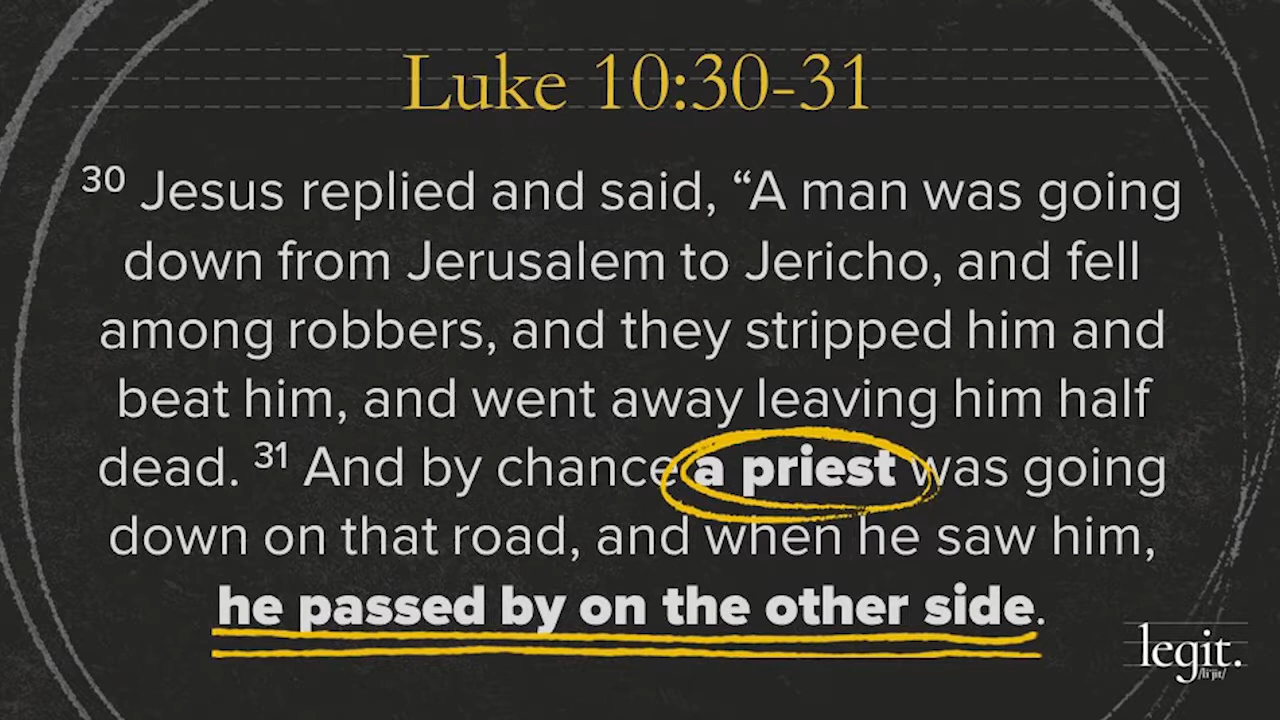 Luke 10:30-31
30 Jesus replied and said, “A man was going
down from Jerusalem to Jericho, and fell
among robbers, and they stripped him and
beat him, and went away leaving him half
dead. 31 And by chance a priest was going
down on that road, and when he saw him,
he passed by on the other side.
legit.